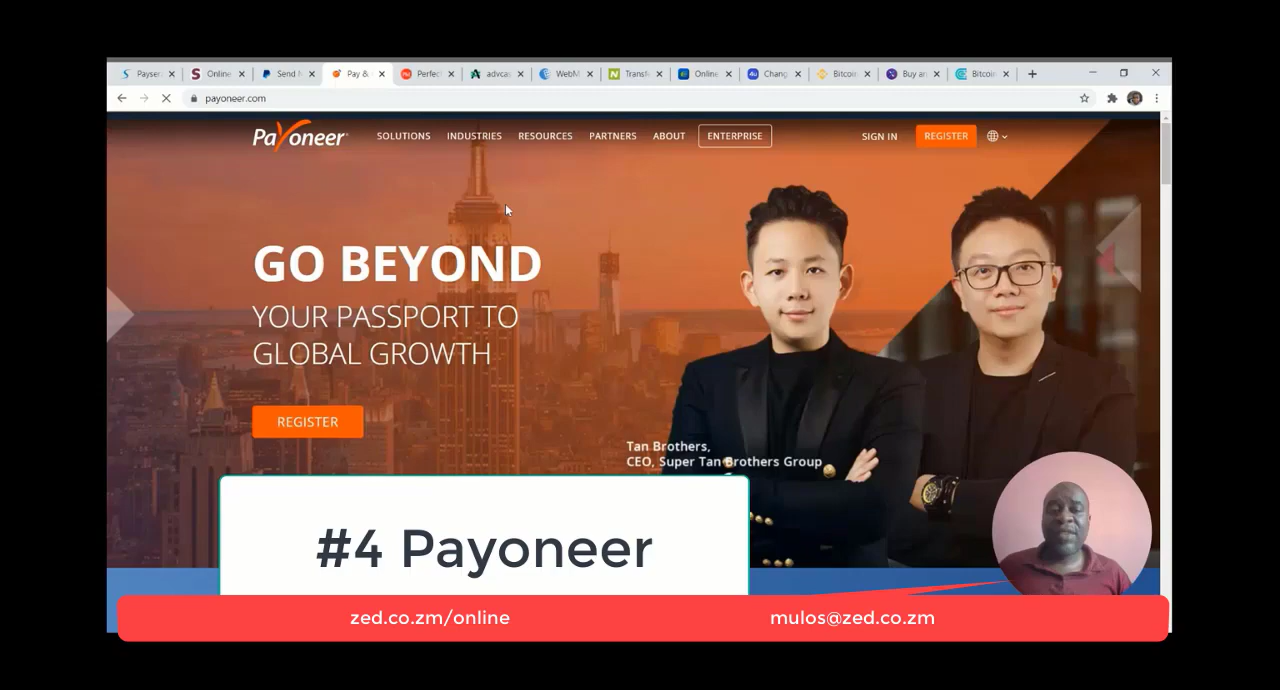 Payser
Online
Send M
Pay &
Perfec
advcas
WebM
Transfe
Online
Chang
Bitcoin
Buy an
Bitcoin
payoneer.com
Payoneer
SOLUTIONS
INDUSTRIES
RESOURCES
PARTNERS
ABOUT
ENTERPRISE
SIGN IN
REGISTER
GO BEYOND
YOUR PASSPORT TO
GLOBAL GROWTH
REGISTER
Tan Brothers,
CEO, Super Tan Brothers Group
#4 Payoneer
zed.co.zm/online
mulos@zed.co.zm